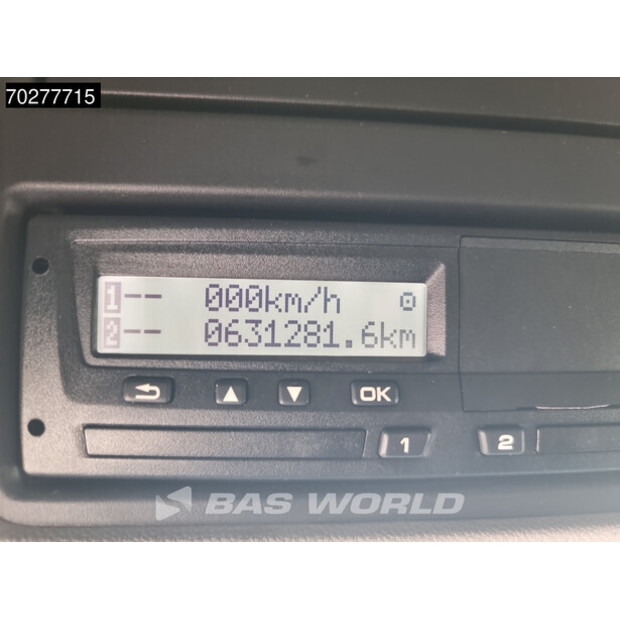 70277715
1-- 000km/h
2-- 0631281.6km
OK
1 2
BAS WORLD